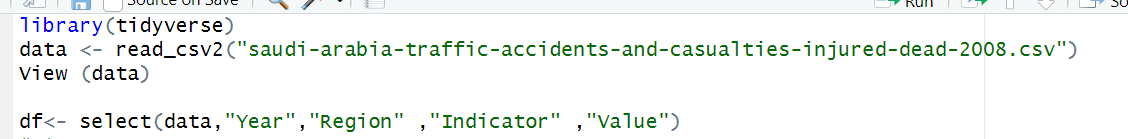 Source on Save
Run
So
library(tidyverse)
data <- read_csv2("saudi-arabia-traffic-accidents-and-casualties-injured-dead-2008.csv")
View (data)
df<- select(data,"Year","Region" ,"Indicator" ,"Value")